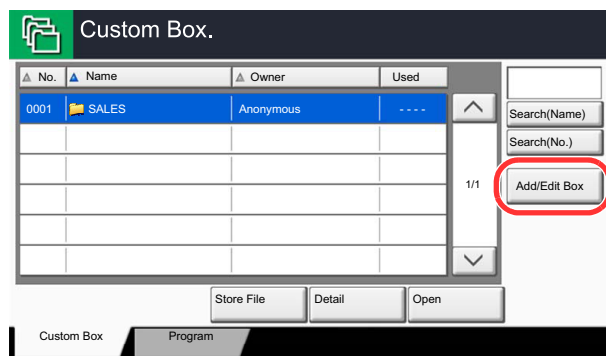 Custom Box.
No. Name Owner Used
0001 SALES Anonymous ----
Search(Name)
Search(No.)
1/1
Add/Edit Box
Store File Detail Open
Custom Box Program